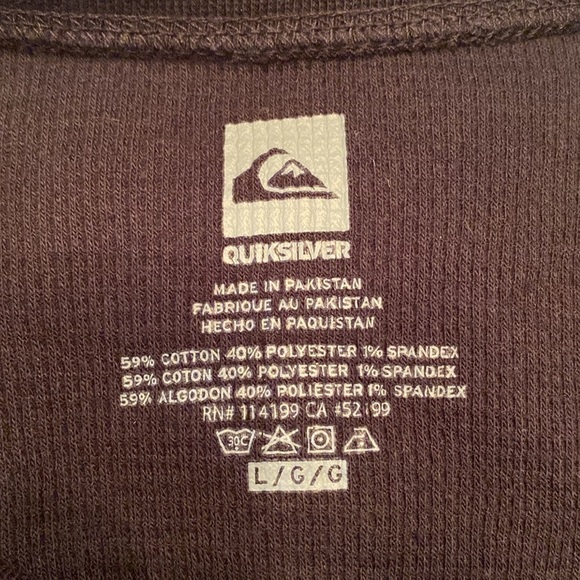 QUIKSILVER
MADE IN PAKISTAN
FABRIQUE AU PAKISTAN
HECHO EN PAQUISTAN
59% COTTON 40% POLYESTER 1% SPANDEX
59% COTON 40% POLYESTER 1% SPANDEX
59% ALGODON 40% POLIESTER 1% SPANDEX
RN# 114199 CA
30C
L/G/G